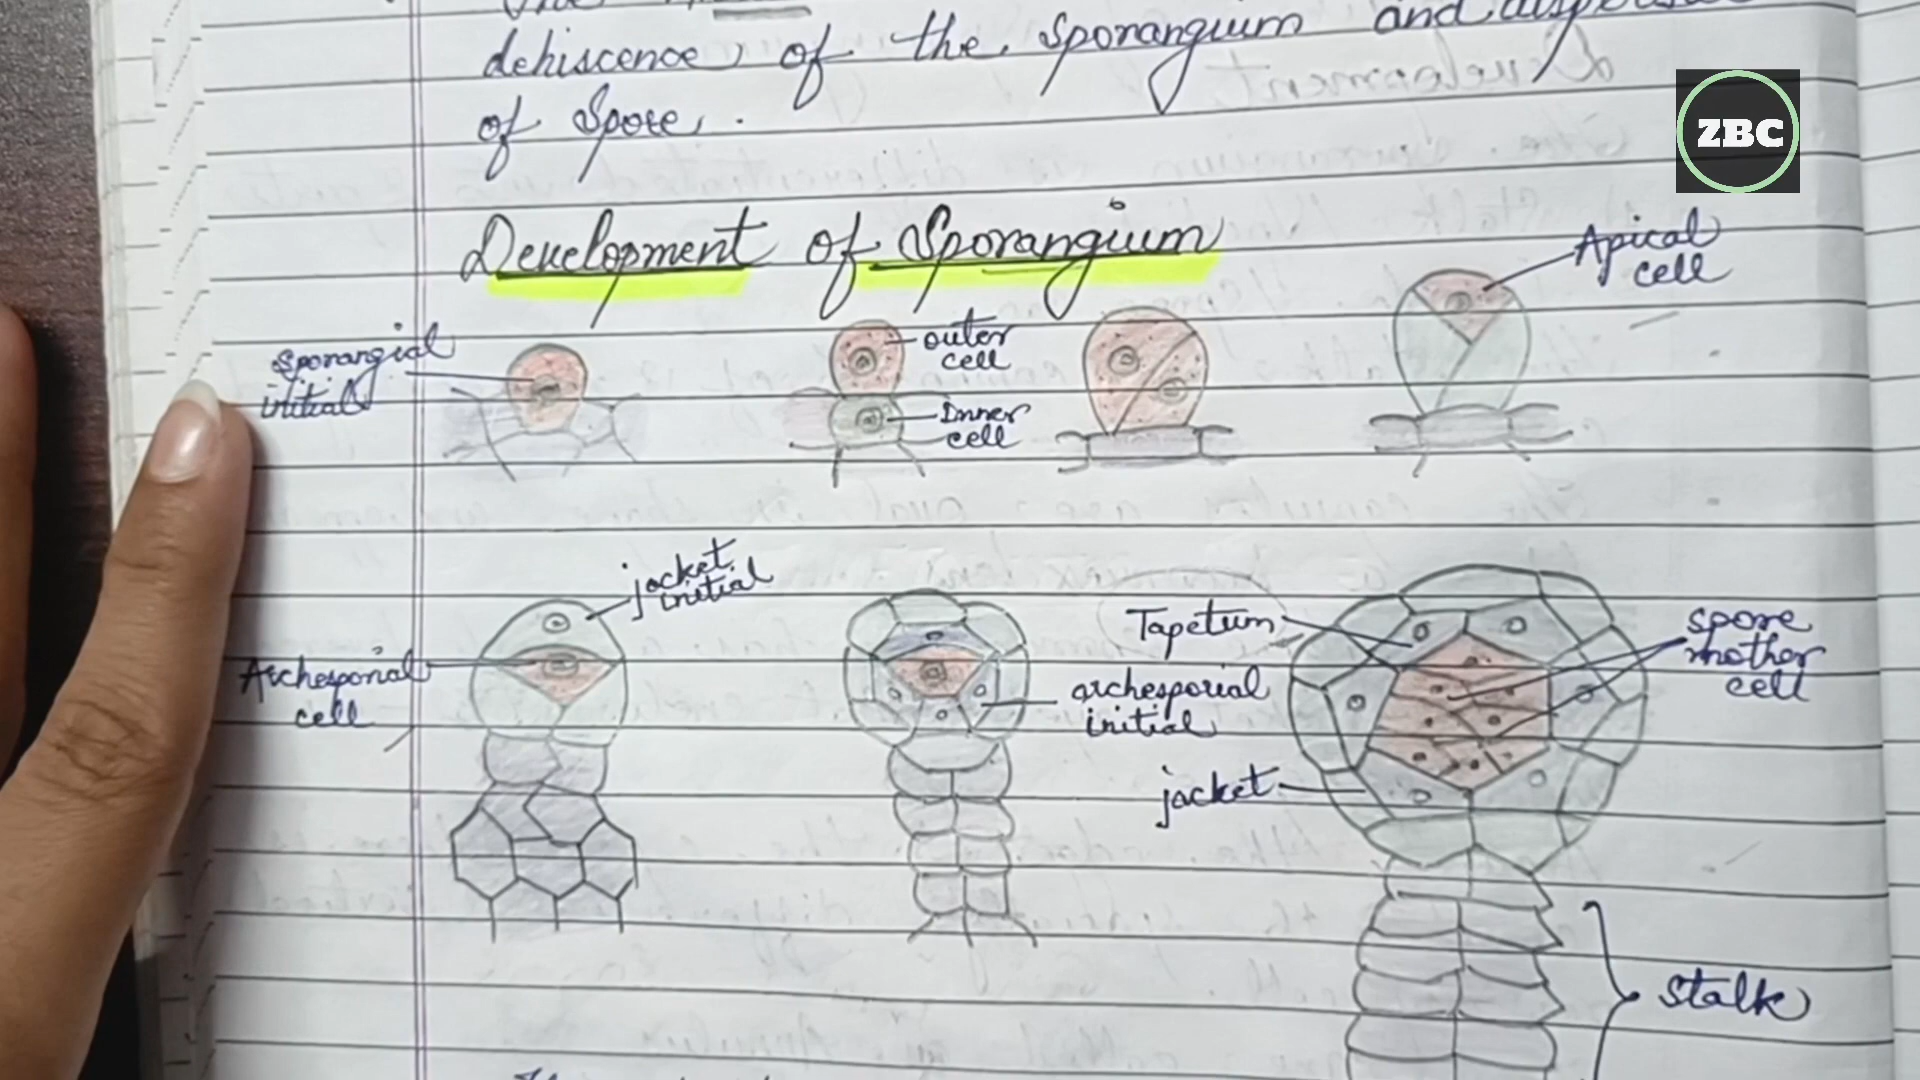 dehiscence of the sporangium and dispersal
of Spore.
ZBC
Development of Sporangium
Apical
cell
Sporangial
initial
outer
cell
Inner
cell
jacket
initial
Archesporial
cell
Tapetum
spore
mother
cell
archesporial
initial
jacket
Stalk